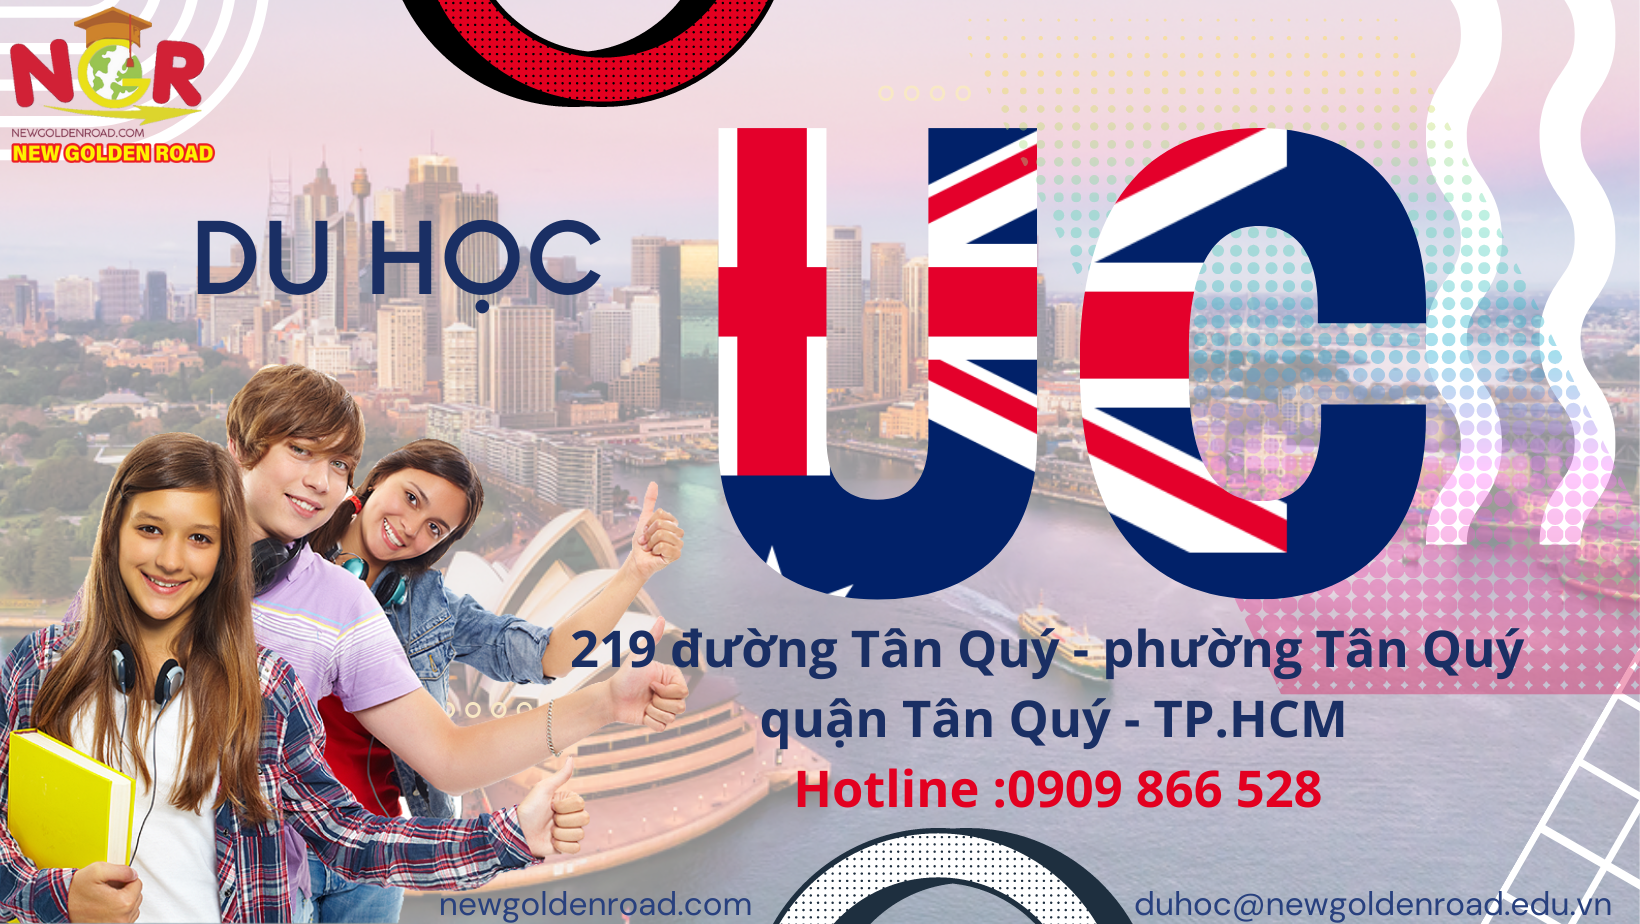 NGR
NEWGOLDENROAD.COM
NEW GOLDEN ROAD
DU HỌC
UC
219 đường Tân Quý - phường Tân Quý
quận Tân Quý - TP.HCM
Hotline :0909 866 528
newgoldenroad.com
duhoc@newgoldenroad.edu.vn